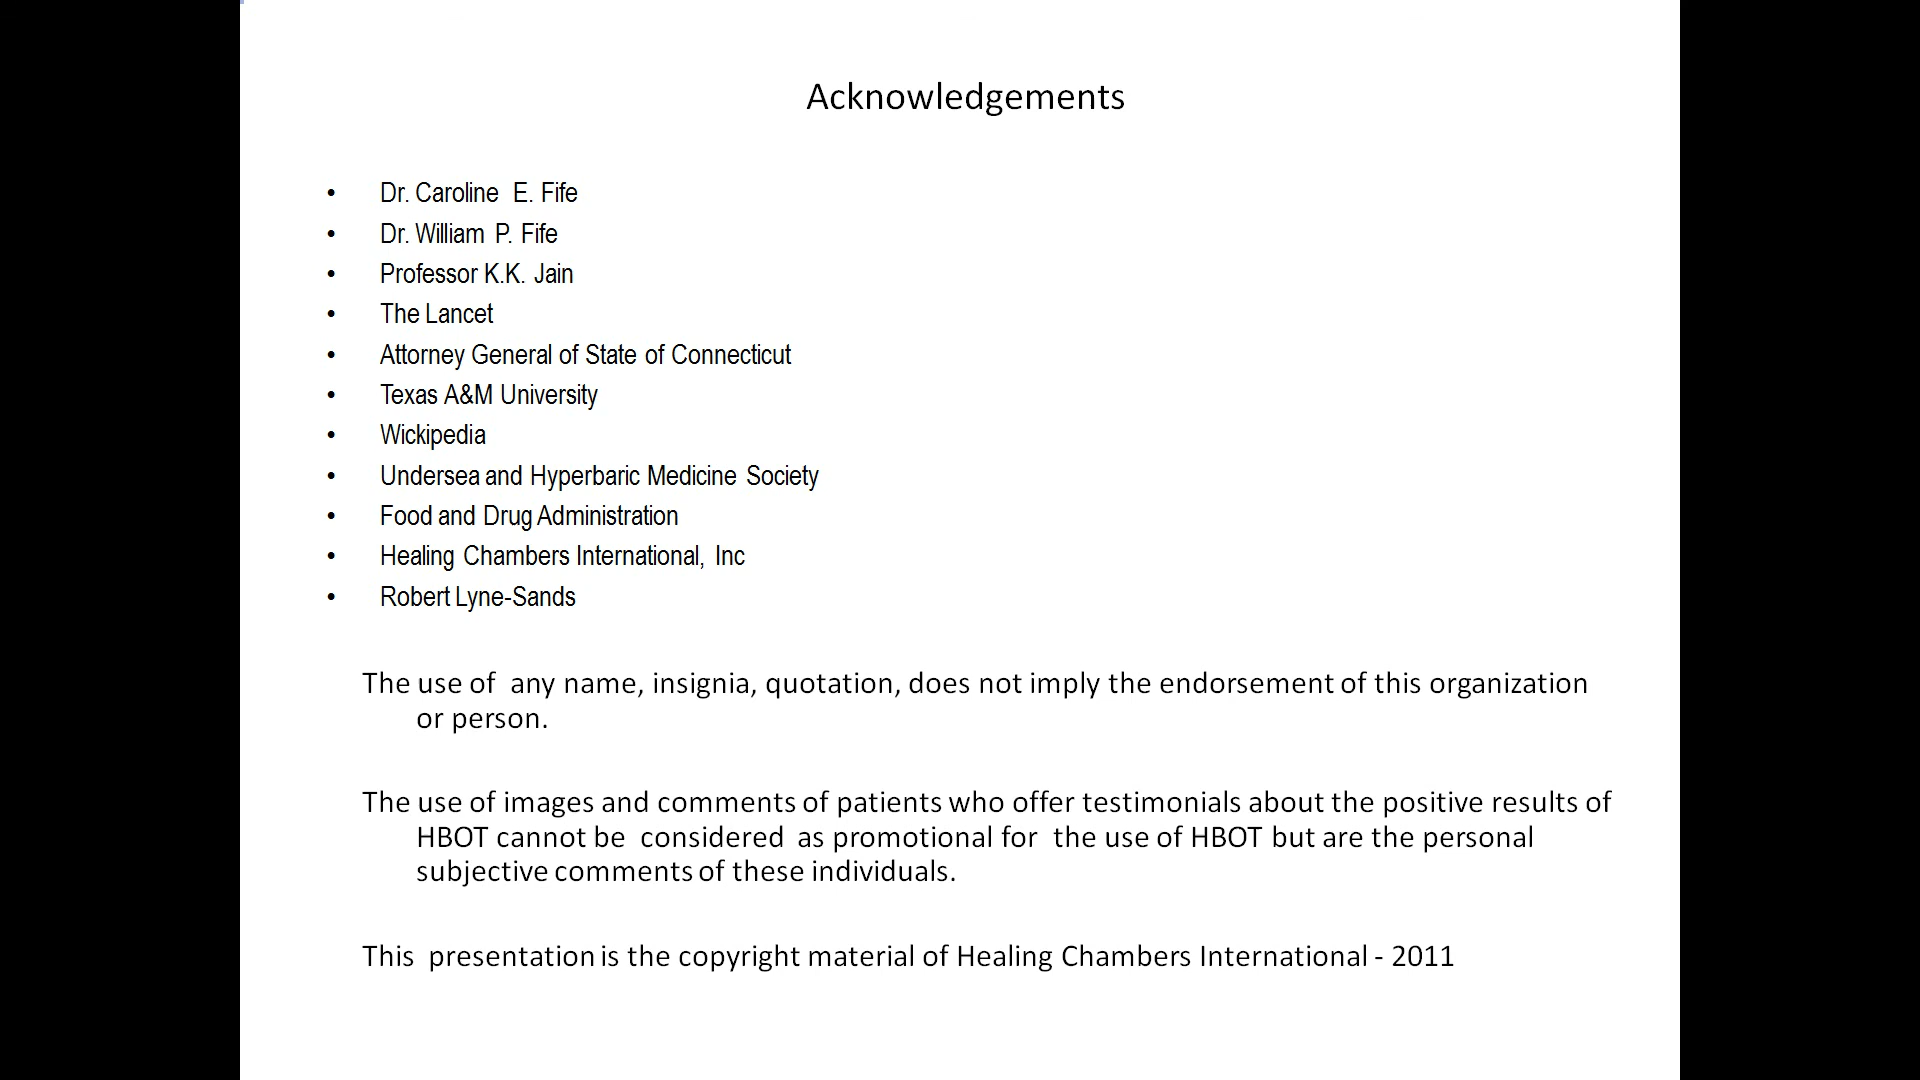 Acknowledgements
• Dr. Caroline E. Fife
• Dr. William P. Fife
• Professor K.K. Jain
• The Lancet
• Attorney General of State of Connecticut
• Texas A&M University
• Wickipedia
• Undersea and Hyperbaric Medicine Society
• Food and Drug Administration
• Healing Chambers International, Inc
• Robert Lyne-Sands
The use of any name, insignia, quotation, does not imply the endorsement of this organization
or person.
The use of images and comments of patients who offer testimonials about the positive results of
HBOT cannot be considered as promotional for the use of HBOT but are the personal
subjective comments of these individuals.
This presentation is the copyright material of Healing Chambers International - 2011